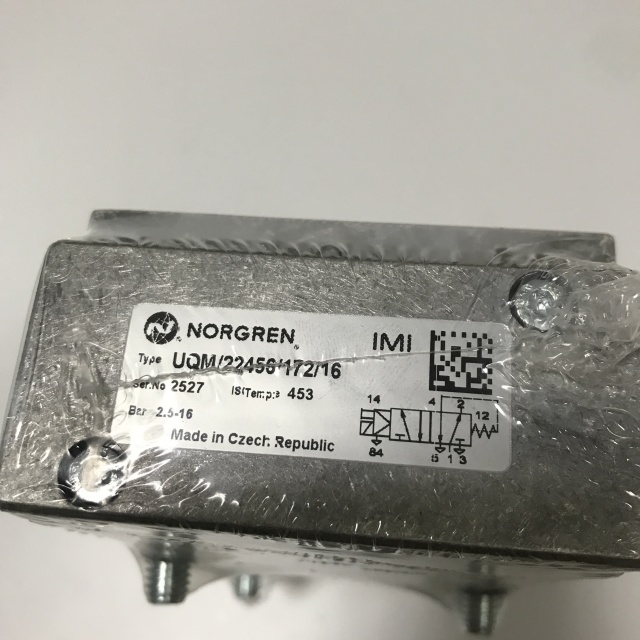 NORGREN® IMI
Type UQM/22456/172/16
Ser.No 2527 453
Bar 2.5-16
Made in Czech Republic
14 4 2 12
84 5 1 3